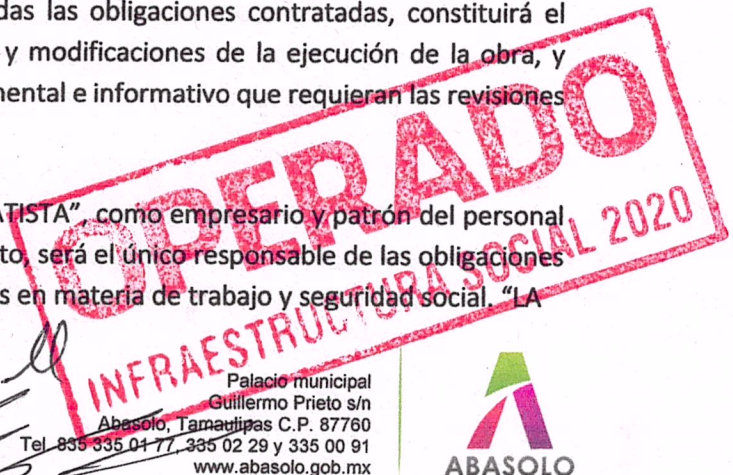 das las obligaciones contratadas, constituirá el
y modificaciones de la ejecución de la obra, y
nental e informativo que requieran las revisiones
ATISTA", como empresario y patrón del personal
to, será el único responsable de las obligaciones
s en materia de trabajo y seguridad social. "LA
OPERADO
INFRAESTRUCTURA SOCIAL 2020
Palacio municipal
Guillermo Prieto s/n
Abasolo, Tamaulipas C.P. 87760
Tel 835 335 01 77, 335 02 29 y 335 00 91
www.abasolo.gob.mx
ABASOLO